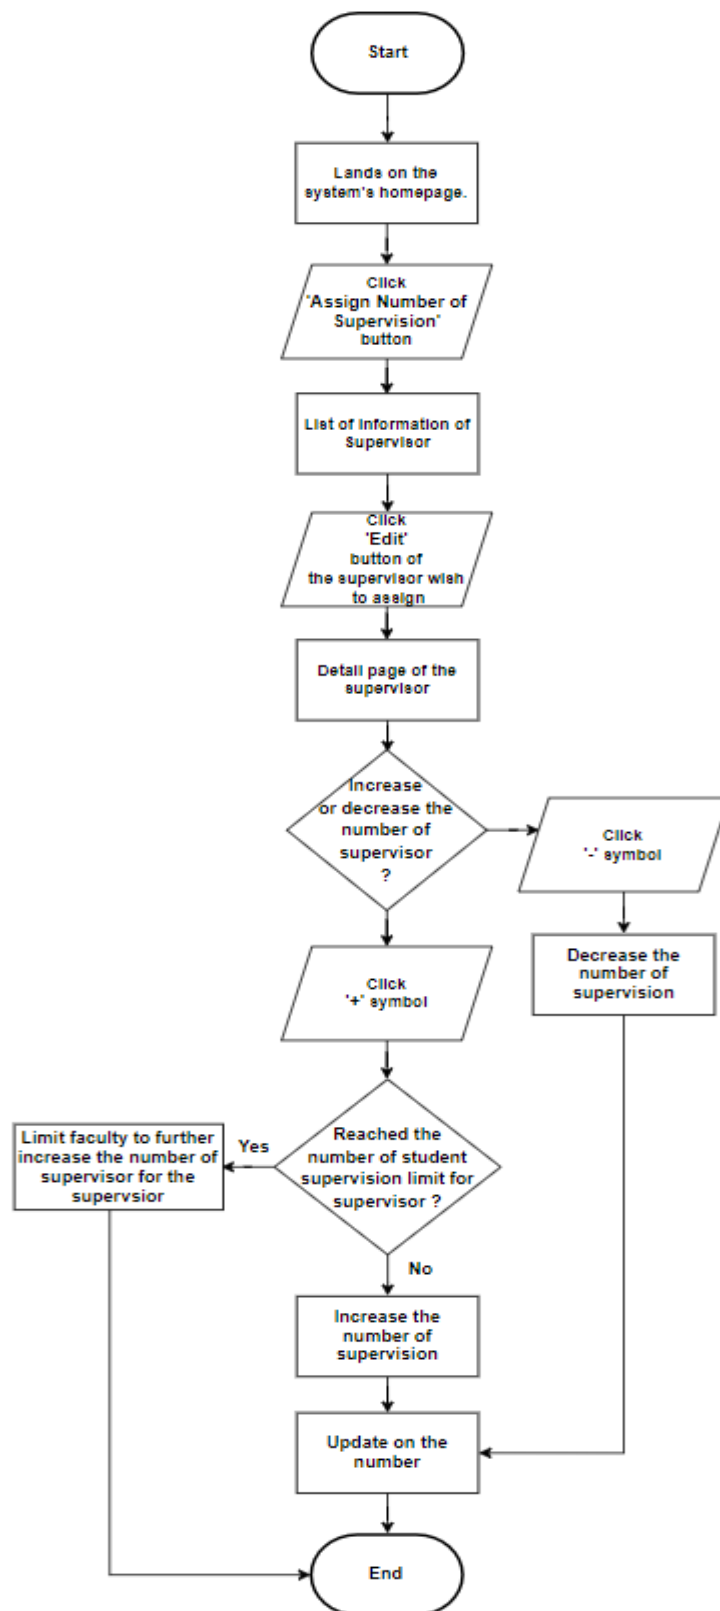 Start
Lands on the
system's homepage.
Click
'Assign Number of
Supervision'
button
List of Information of
Supervisor
Click
'Edit'
button of
the supervisor wish
to assign
Detail page of the
supervisor
Increase
or decrease the
number of
supervisor
?
Click
'-' symbol
Decrease the
number of
supervision
Click
'+' symbol
Reached the
number of student
supervision limit for
supervisor ?
Yes
Limit faculty to further
increase the number of
supervisor for the
supervsior
No
Increase the
number of
supervision
Update on the
number
End